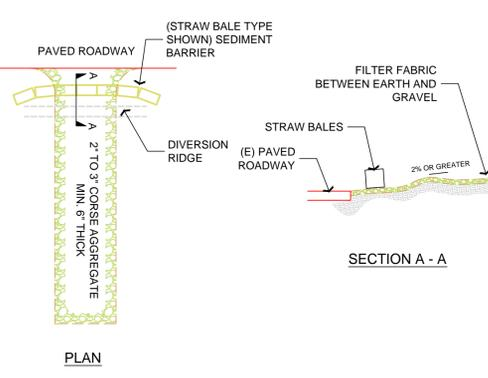 (STRAW BALE TYPE
SHOWN) SEDIMENT
BARRIER
PAVED ROADWAY
A
A
DIVERSION
RIDGE
2" TO 3" CORSE AGGREGATE
MIN. 6" THICK
PLAN
FILTER FABRIC
BETWEEN EARTH AND
GRAVEL
STRAW BALES
(E) PAVED
ROADWAY
2% OR GREATER
SECTION A - A